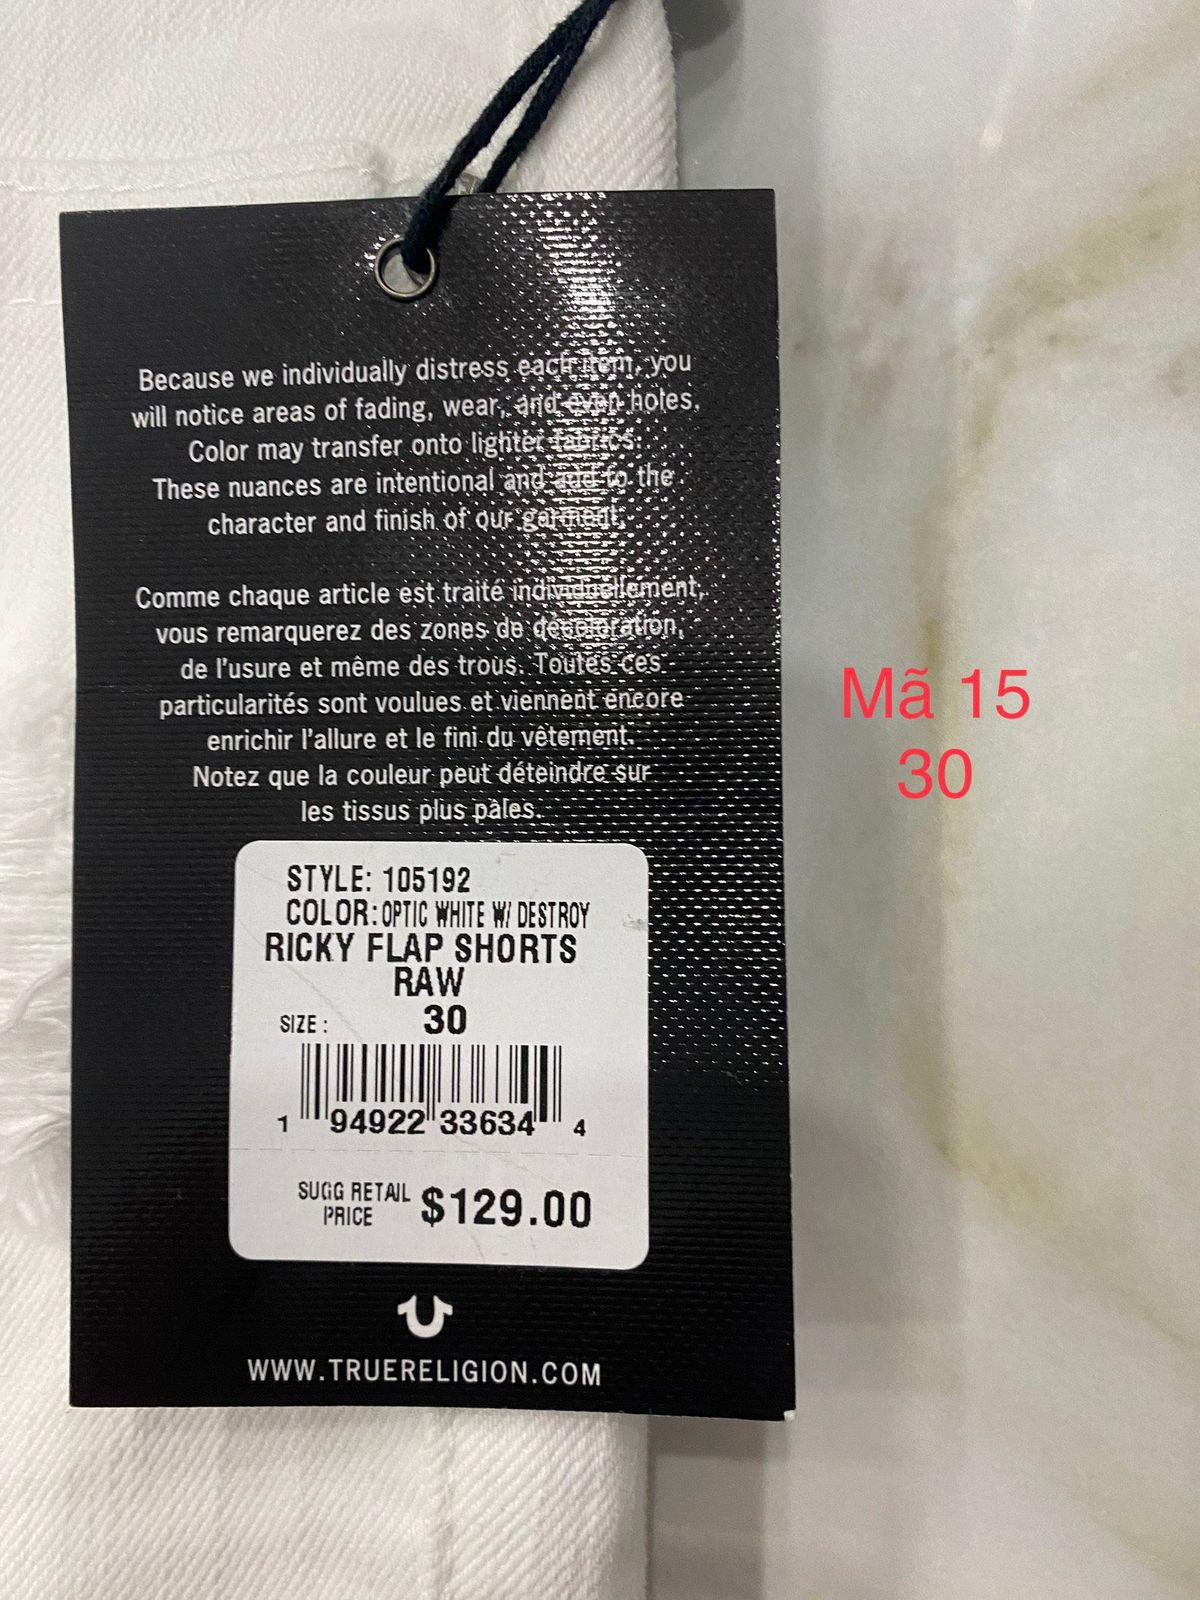 Because we individually distress each item, you
will notice areas of fading, wear, and even holes.
Color may transfer onto lighter fabrics.
These nuances are intentional and add to the
character and finish of our garment.
Comme chaque article est traité individuellement,
vous remarquerez des zones de décoloration,
de l'usure et même des trous. Toutes ces
particularités sont voulues et viennent encore
enrichir l'allure et le fini du vêtement.
Notez que la couleur peut déteindre sur
les tissus plus pâles.
STYLE: 105192
COLOR: OPTIC WHITE W/ DESTROY
RICKY FLAP SHORTS
RAW
SIZE : 30
1 94922 33634 4
SUGG RETAIL PRICE $129.00
WWW.TRUERELIGION.COM
Mã 15
30